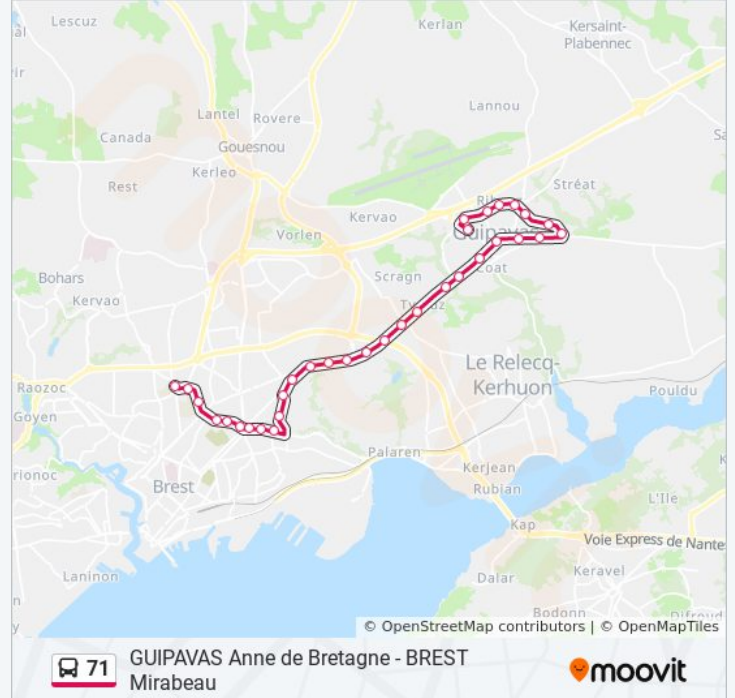 Lescuz
Kerlan
Kersaint-
Plabennec
Lantel
Rovere
Lannou
Canada
Gouesnou
Rest
Kerleo
Stréat
Kervao
Vorlen
Guipavas
Bohars
Scragn
Coat
Kervao
Le Relecq-
Kerhuon
Raozoc
Pouldu
Goyen
Palaren
Kerjean
Rubian
Brest
L'Ile
Kap
Voie Express de Nantes
Laninon
Dalar
Keravel
Bodonn
© OpenStreetMap contributors | © OpenMapTiles
71
GUIPAVAS Anne de Bretagne - BREST
Mirabeau
moovit